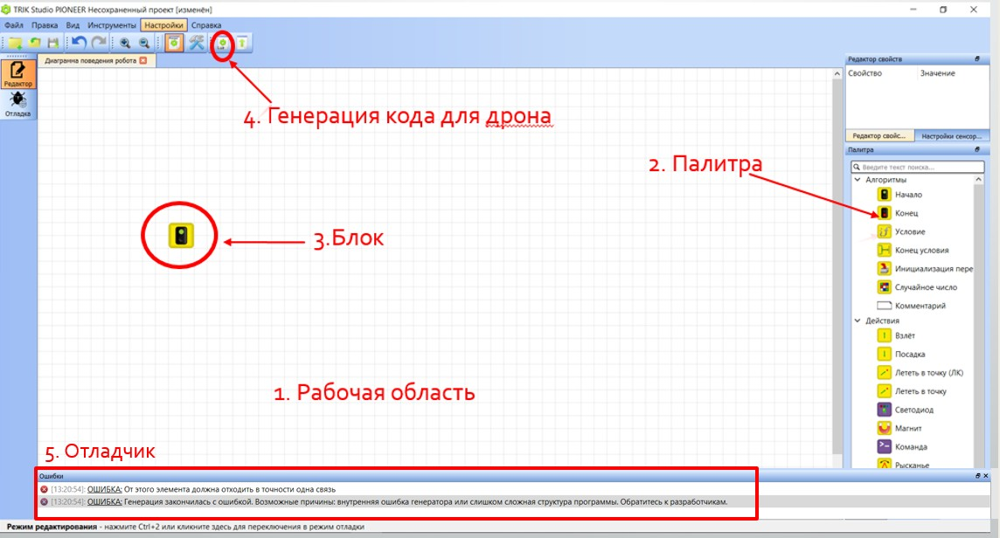 TRIK Studio PIONEER Несохраненный проект [изменён]
Файл Правка Вид Инструменты Настройки Справка
Диаграмма поведения робота
Редактор
Отладка
4. Генерация кода для дрона
3.Блок
1. Рабочая область
2. Палитра
Редактор свойств
Свойство Значение
Редактор свойс... Настройки сенсор...
Палитра
Введите текст поиска...
Алгоритмы
Начало
Конец
Условие
Конец условия
Инициализация пере
Случайное число
Комментарий
Действия
Взлёт
Посадка
Лететь в точку (ЛК)
Лететь в точку
Светодиод
Магнит
Команда
Рысканье
5. Отладчик
Ошибки
[13:20:54]: ОШИБКА: От этого элемента должна отходить в точности одна связь
[13:20:54]: ОШИБКА: Генерация закончилась с ошибкой. Возможные причины: внутренняя ошибка генератора или слишком сложная структура программы. Обратитесь к разработчикам.
Режим редактирования - нажмите Ctrl+2 или кликните здесь для переключения в режим отладки